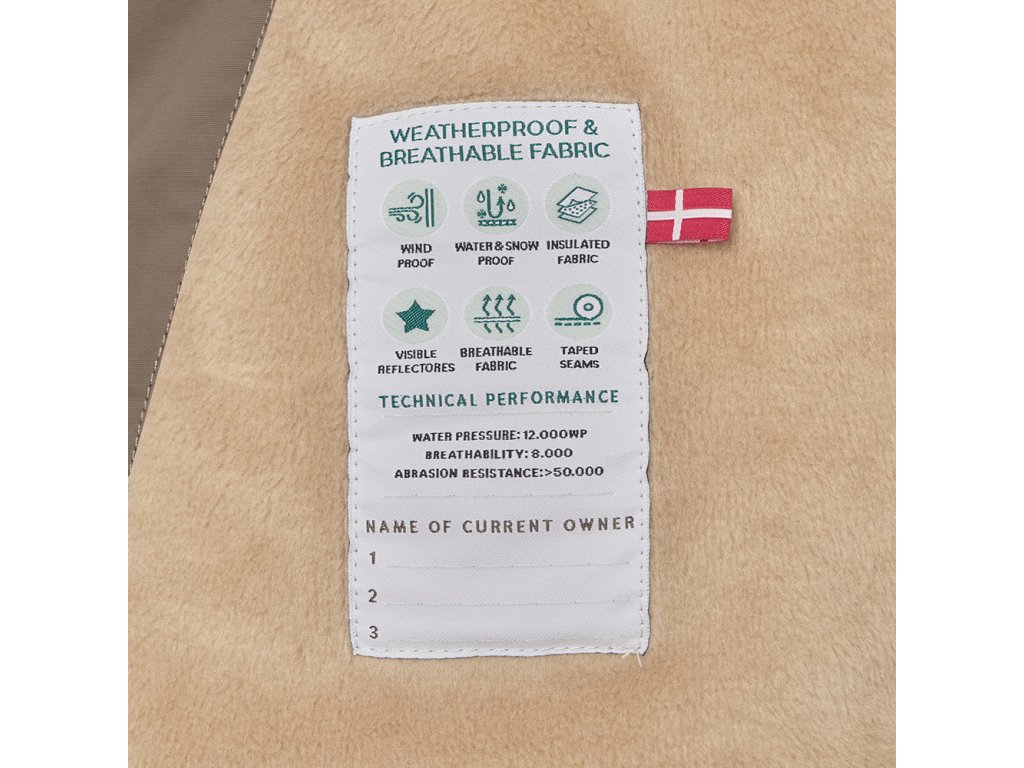 WEATHERPROOF &
BREATHABLE FABRIC
WIND
PROOF
WATER & SNOW
PROOF
INSULATED
FABRIC
VISIBLE
REFLECTORES
BREATHABLE
FABRIC
TAPED
SEAMS
TECHNICAL PERFORMANCE
WATER PRESSURE: 12.000WP
BREATHABILITY: 8.000
ABRASION RESISTANCE:>50.000
NAME OF CURRENT OWNER
1
2
3